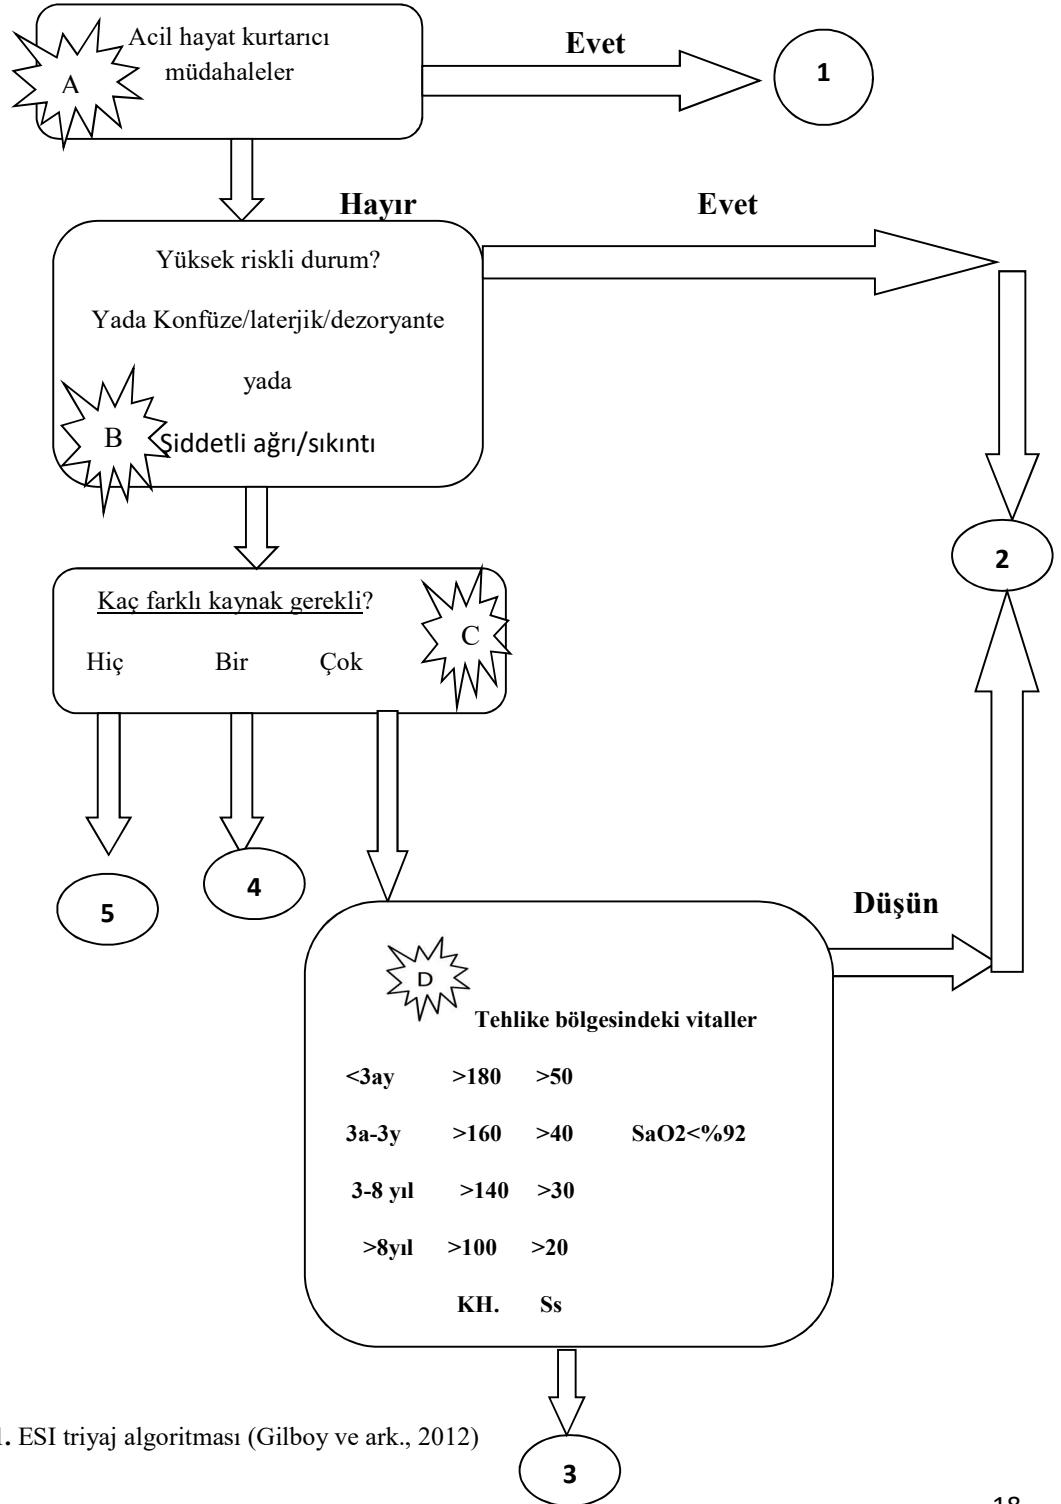 Acil hayat kurtarıcı
müdahaleler
A
Evet
1
Hayır
Evet
Yüksek riskli durum?
Yada Konfüze/laterjik/dezoryante
yada
B
Şiddetli ağrı/sıkıntı
2
Kaç farklı kaynak gerekli?
C
Hiç Bir Çok
5
4
Düşün
D
Tehlike bölgesindeki vitaller
<3ay >180 >50
3a-3y >160 >40 SaO2<%92
3-8 yıl >140 >30
>8yıl >100 >20
KH. Ss
. ESI triyaj algoritması (Gilboy ve ark., 2012)
3
18